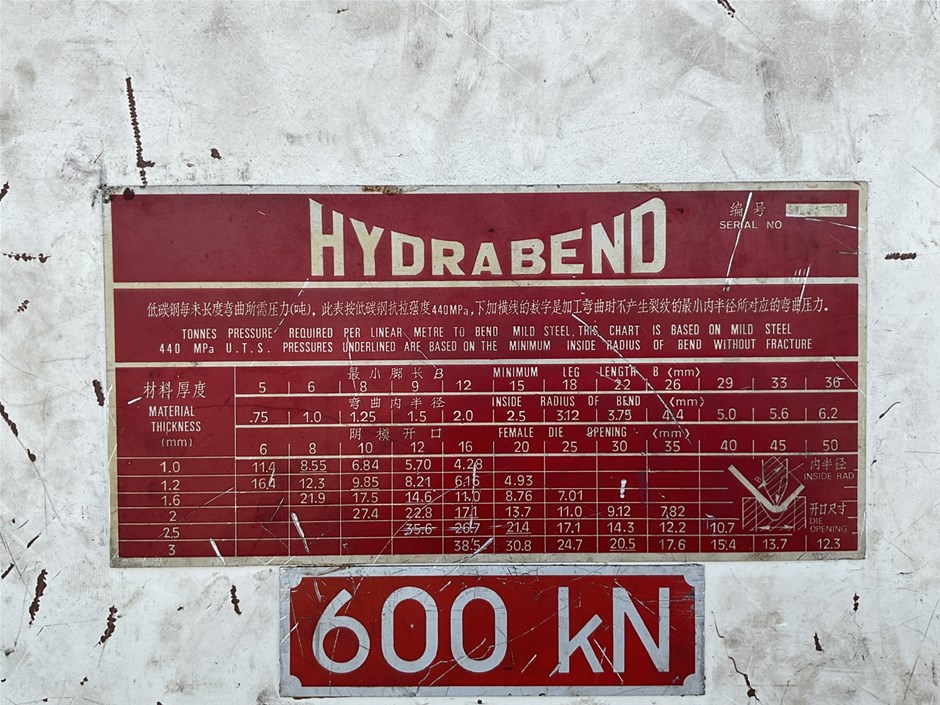 HYDRABEND
编号
SERIAL NO
低碳钢每米长度弯曲所需压力(吨)，此表按低碳钢抗拉强度440MPa，下加横线的数字是加工弯曲时不产生裂纹的最小内半径所对应的弯曲压力.
TONNES PRESSURE REQUIRED PER LINEAR METRE TO BEND MILD STEEL, THIS CHART IS BASED ON MILD STEEL
440 MPa U.T.S. PRESSURES UNDERLINED ARE BASED ON THE MINIMUM INSIDE RADIUS OF BEND WITHOUT FRACTURE
材料厚度
MATERIAL
THICKNESS
(mm)
最小脚长B MINIMUM LEG LENGTH B (mm)
5 6 8 9 12 15 18 22 26 29 33 36
弯曲内半径 INSIDE RADIUS OF BEND (mm)
.75 1.0 1.25 1.5 2.0 2.5 3.12 3.75 4.4 5.0 5.6 6.2
阴模开口 FEMALE DIE OPENING (mm)
6 8 10 12 16 20 25 30 35 40 45 50
1.0 11.4 8.55 6.84 5.70 4.28
1.2 16.4 12.3 9.85 8.21 6.16 4.93
1.6 21.9 17.5 14.6 11.0 8.76 7.01
2 27.4 22.8 17.1 13.7 11.0 9.12 7.82
2.5 35.6 26.7 21.4 17.1 14.3 12.2 10.7
3 38.5 30.8 24.7 20.5 17.6 15.4 13.7 12.3
内半径
INSIDE RAD
开口尺寸
DIE
OPENING
600 kN